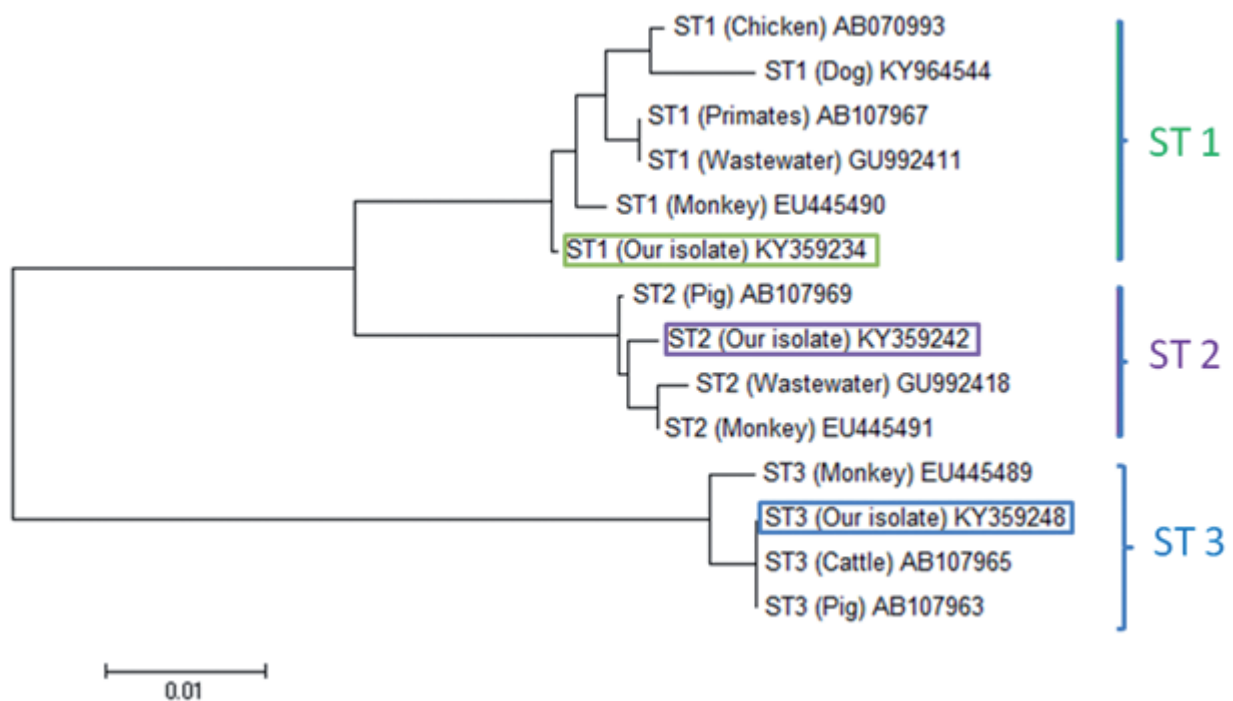 ST1 (Chicken) AB070993
ST1 (Dog) KY964544
ST1 (Primates) AB107967
ST1 (Wastewater) GU992411
ST1 (Monkey) EU445490
ST1 (Our isolate) KY359234
ST 1
ST2 (Pig) AB107969
ST2 (Our isolate) KY359242
ST2 (Wastewater) GU992418
ST2 (Monkey) EU445491
ST 2
ST3 (Monkey) EU445489
ST3 (Our isolate) KY359248
ST3 (Cattle) AB107965
ST3 (Pig) AB107963
ST 3
0.01